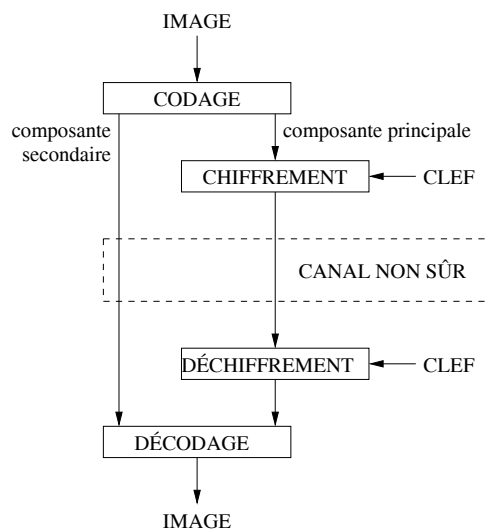 IMAGE
CODAGE
composante
secondaire
composante principale
CHIFFREMENT
CLEF
CANAL NON SÛR
DÉCHIFFREMENT
CLEF
DÉCODAGE
IMAGE